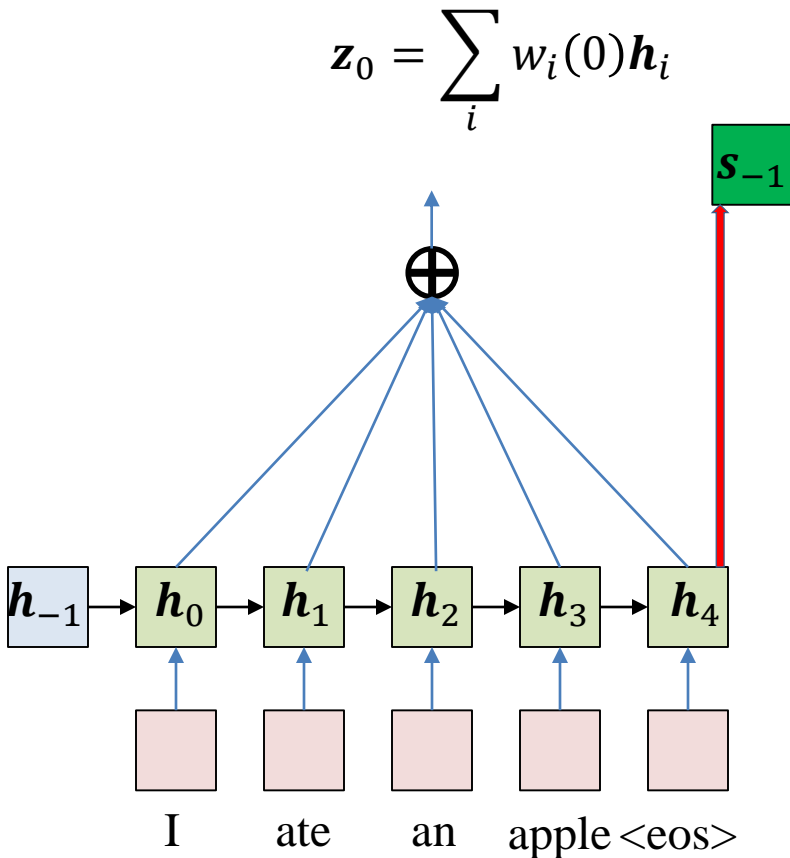 𝒛₀ = ∑ᵢ wᵢ(0)𝒉ᵢ
𝒔₋₁
𝒉₋₁ 𝒉₀ 𝒉₁ 𝒉₂ 𝒉₃ 𝒉₄
I ate an apple <eos>